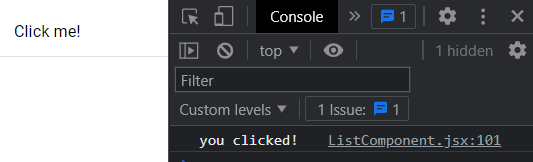 Click me!
Console
1
top
1 hidden
Filter
Custom levels
1 Issue: 1
you clicked! ListComponent.jsx:101